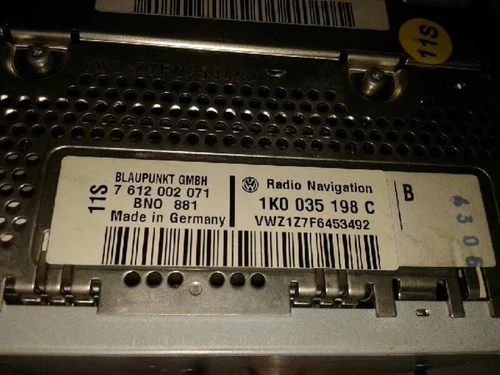 11S
11S
BLAUPUNKT GMBH
7 612 002 071
BNO 881
Made in Germany
Radio Navigation
1K0 035 198 C
VWZ1Z7F6453492
B